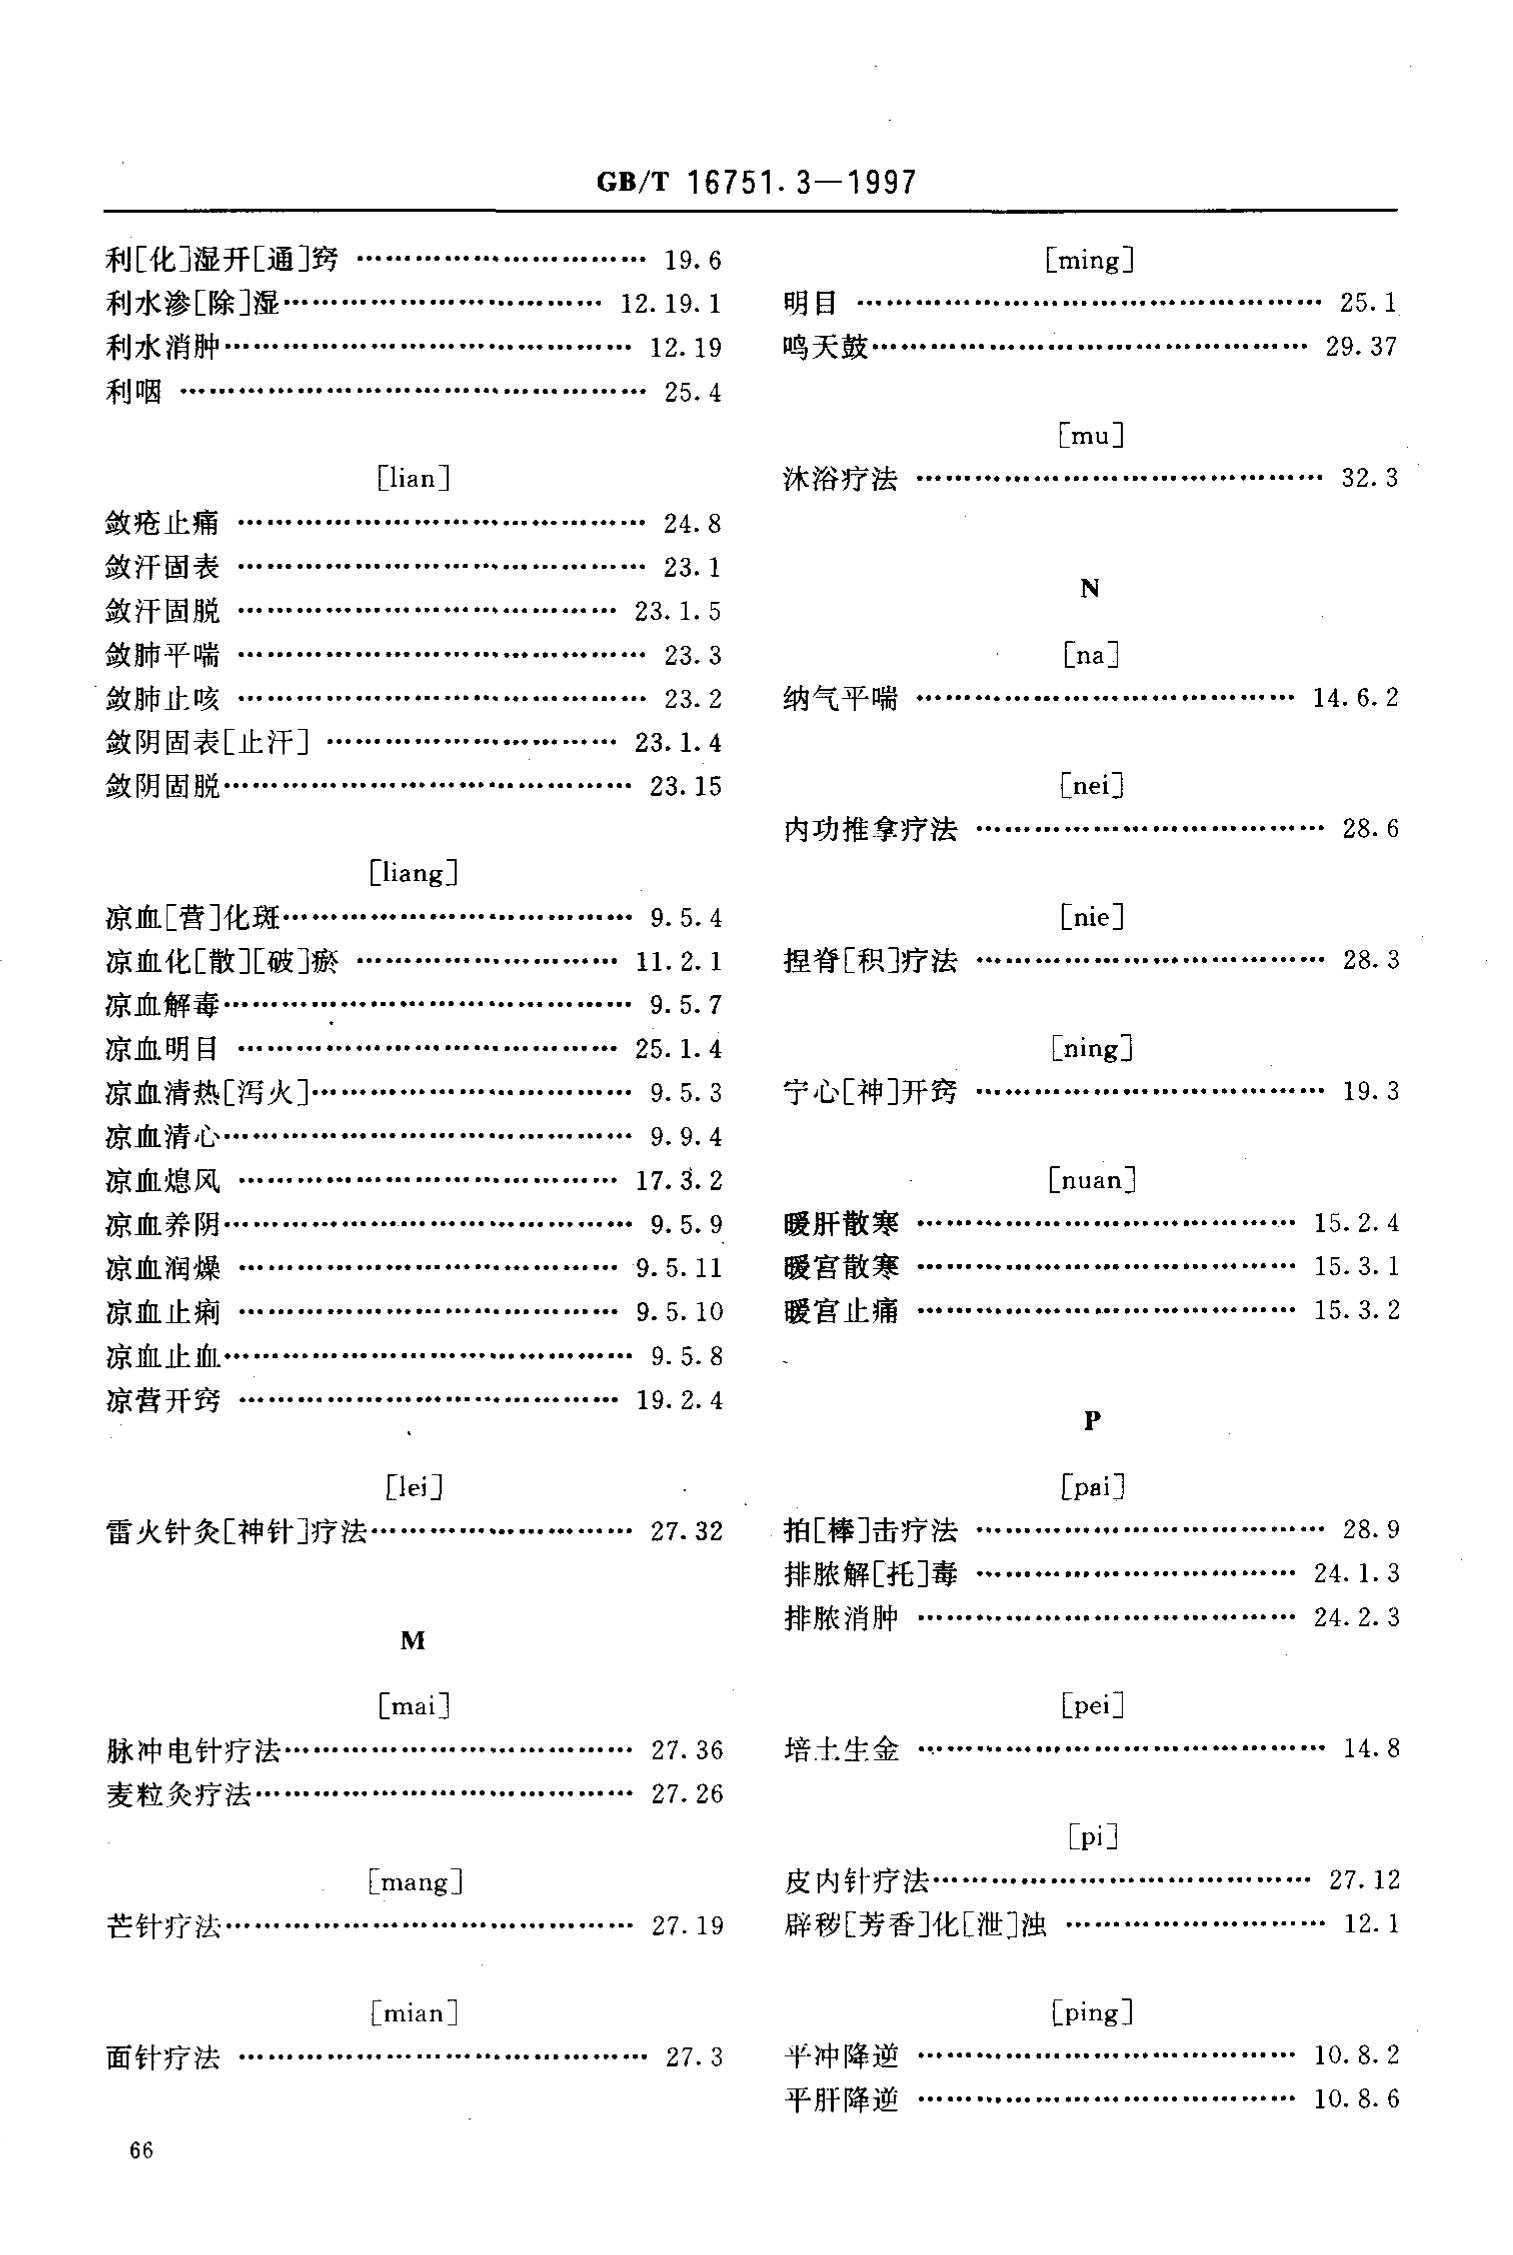 GB/T 16751.3—1997
利[化]湿开[通]窍 ………………………… 19.6
利水渗[除]湿………………………… 12.19.1
利水消肿………………………… 12.19
利咽 ………………………… 25.4
[lian]
敛疮止痛 ………………………… 24.8
敛汗固表 ………………………… 23.1
敛汗固脱 ………………………… 23.1.5
敛肺平喘 ………………………… 23.3
敛肺止咳 ………………………… 23.2
敛阴固表[止汗] ………………………… 23.1.4
敛阴固脱………………………… 23.15
[liang]
凉血[营]化斑………………………… 9.5.4
凉血化[散][破]瘀 ………………………… 11.2.1
凉血解毒………………………… 9.5.7
凉血明目 ………………………… 25.1.4
凉血清热[泻火]………………………… 9.5.3
凉血清心………………………… 9.9.4
凉血熄风 ………………………… 17.3.2
凉血养阴………………………… 9.5.9
凉血润燥 ………………………… 9.5.11
凉血止痢 ………………………… 9.5.10
凉血止血………………………… 9.5.8
凉营开窍 ………………………… 19.2.4
[lei]
雷火针灸[神针]疗法………………………… 27.32
M
[mai]
脉冲电针疗法………………………… 27.36
麦粒灸疗法………………………… 27.26
[mang]
芒针疗法………………………… 27.19
[mian]
面针疗法 ………………………… 27.3
[ming]
明目 ………………………… 25.1
鸣天鼓………………………… 29.37
[mu]
沐浴疗法 ………………………… 32.3
N
[na]
纳气平喘 ………………………… 14.6.2
[nei]
内功推拿疗法 ………………………… 28.6
[nie]
捏脊[积]疗法 ………………………… 28.3
[ning]
宁心[神]开窍 ………………………… 19.3
[nuan]
暖肝散寒 ………………………… 15.2.4
暖宫散寒 ………………………… 15.3.1
暖宫止痛 ………………………… 15.3.2
P
[pai]
拍[棒]击疗法 ………………………… 28.9
排脓解[托]毒 ………………………… 24.1.3
排脓消肿 ………………………… 24.2.3
[pei]
培土生金 ………………………… 14.8
[pi]
皮内针疗法………………………… 27.12
辟秽[芳香]化[泄]浊 ………………………… 12.1
[ping]
平冲降逆 ………………………… 10.8.2
平肝降逆 ………………………… 10.8.6
66